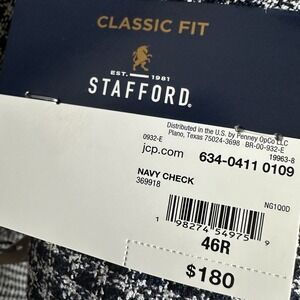 CLASSIC FIT
EST. 1981
STAFFORD®
Distributed in the U.S. by Penney OpCo LLC
0932-E Plano, Texas 75024-3698 BR-00-932-E
19963-8
jcp.com 634-0411 0109
NAVY CHECK
369918
NG1Q0D
1 98274 54975 9
46R
$180